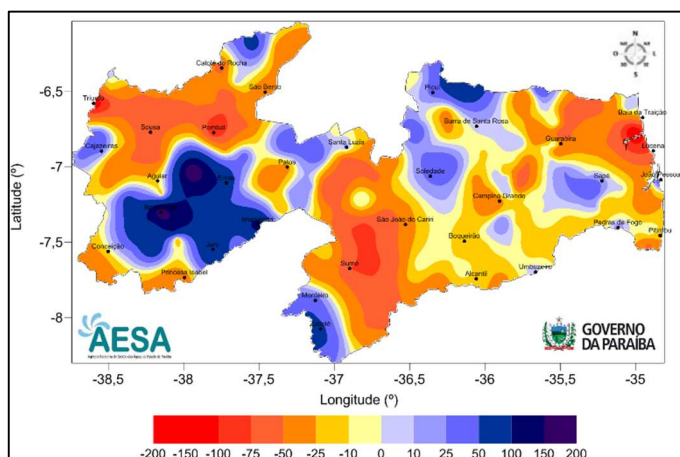 -6,5
-7
-7,5
-8
Latitude (º)
Catolé do Rocha
São Bento
Triunfo
Sousa
Pombal
Cajazeiras
Aguiar
Patos
Santa Luzia
Conceição
Princesa Isabel
Monteiro
Sumé
São João do Cariri
Picuí
Barra de Santa Rosa
Soledade
Campina Grande
Boqueirão
Alcantil
Umbuzeiro
Guarabira
Sapé
Baía da Traição
Lucena
João Pessoa
Pedras de Fogo
Pitimbu
N
O
L
S
AESA
GOVERNO
DA PARAÍBA
-38,5 -38 -37,5 -37 -36,5 -36 -35,5 -35
Longitude (º)
-200 -150 -100 -75 -50 -25 -10 0 10 25 50 100 150 200